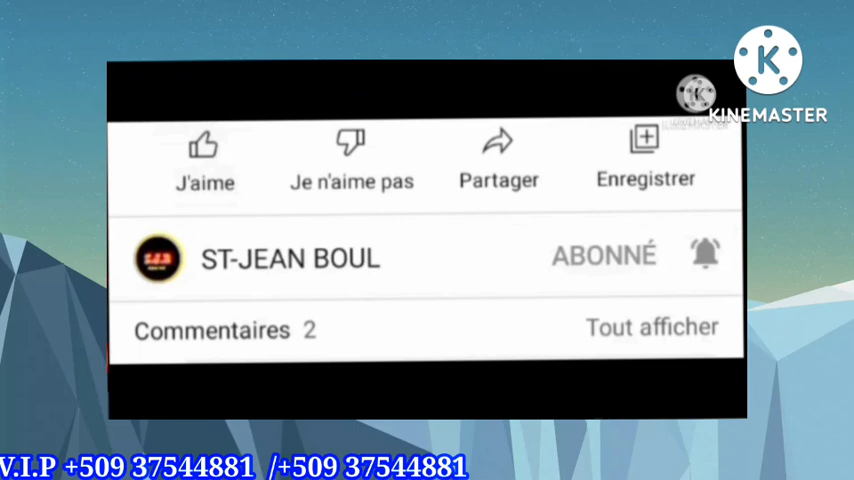 K
KINEMASTER
J'aime
Je n'aime pas
Partager
Enregistrer
ST-JEAN BOUL
ABONNÉ
Commentaires 2
Tout afficher
V.I.P +509 37544881 /+509 37544881